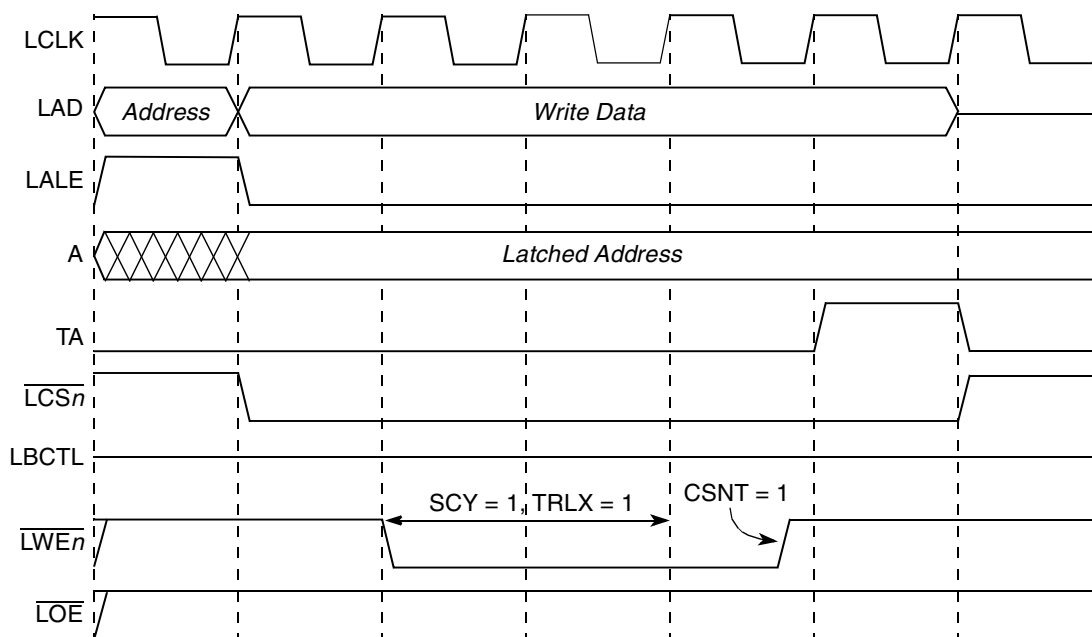 LCLK
LAD
Address
Write Data
LALE
A
Latched Address
TA
LCSn
LBCTL
SCY = 1, TRLX = 1
CSNT = 1
LWEn
LOE